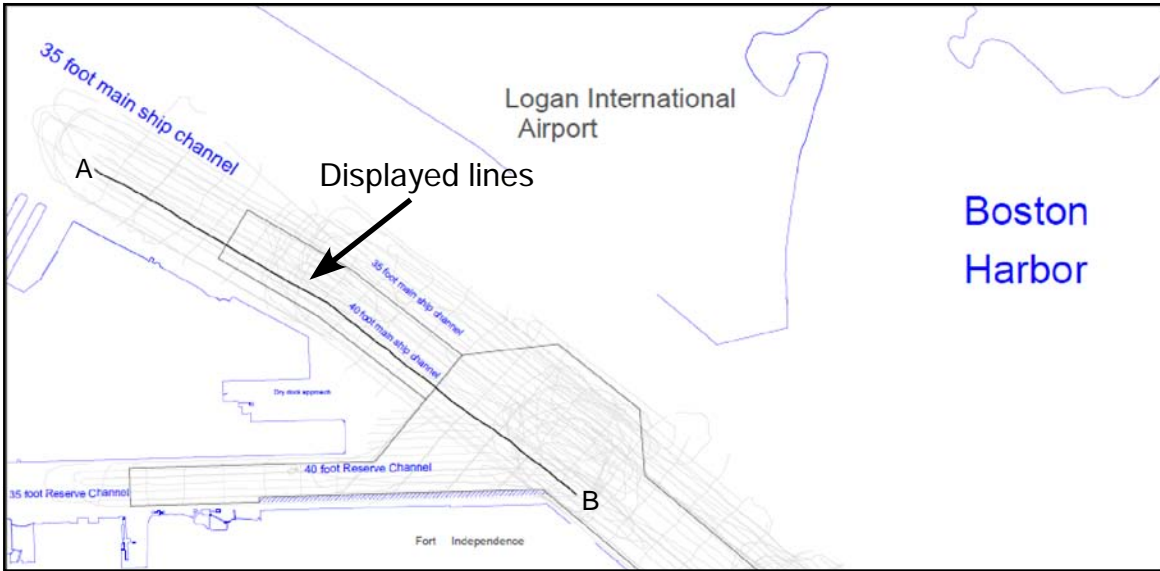 35 foot main ship channel
Logan International
Airport
A
Displayed lines
Boston
Harbor
35 foot main ship channel
40 foot main ship channel
Dry dock approach
40 foot Reserve Channel
35 foot Reserve Channel
B
Fort Independence